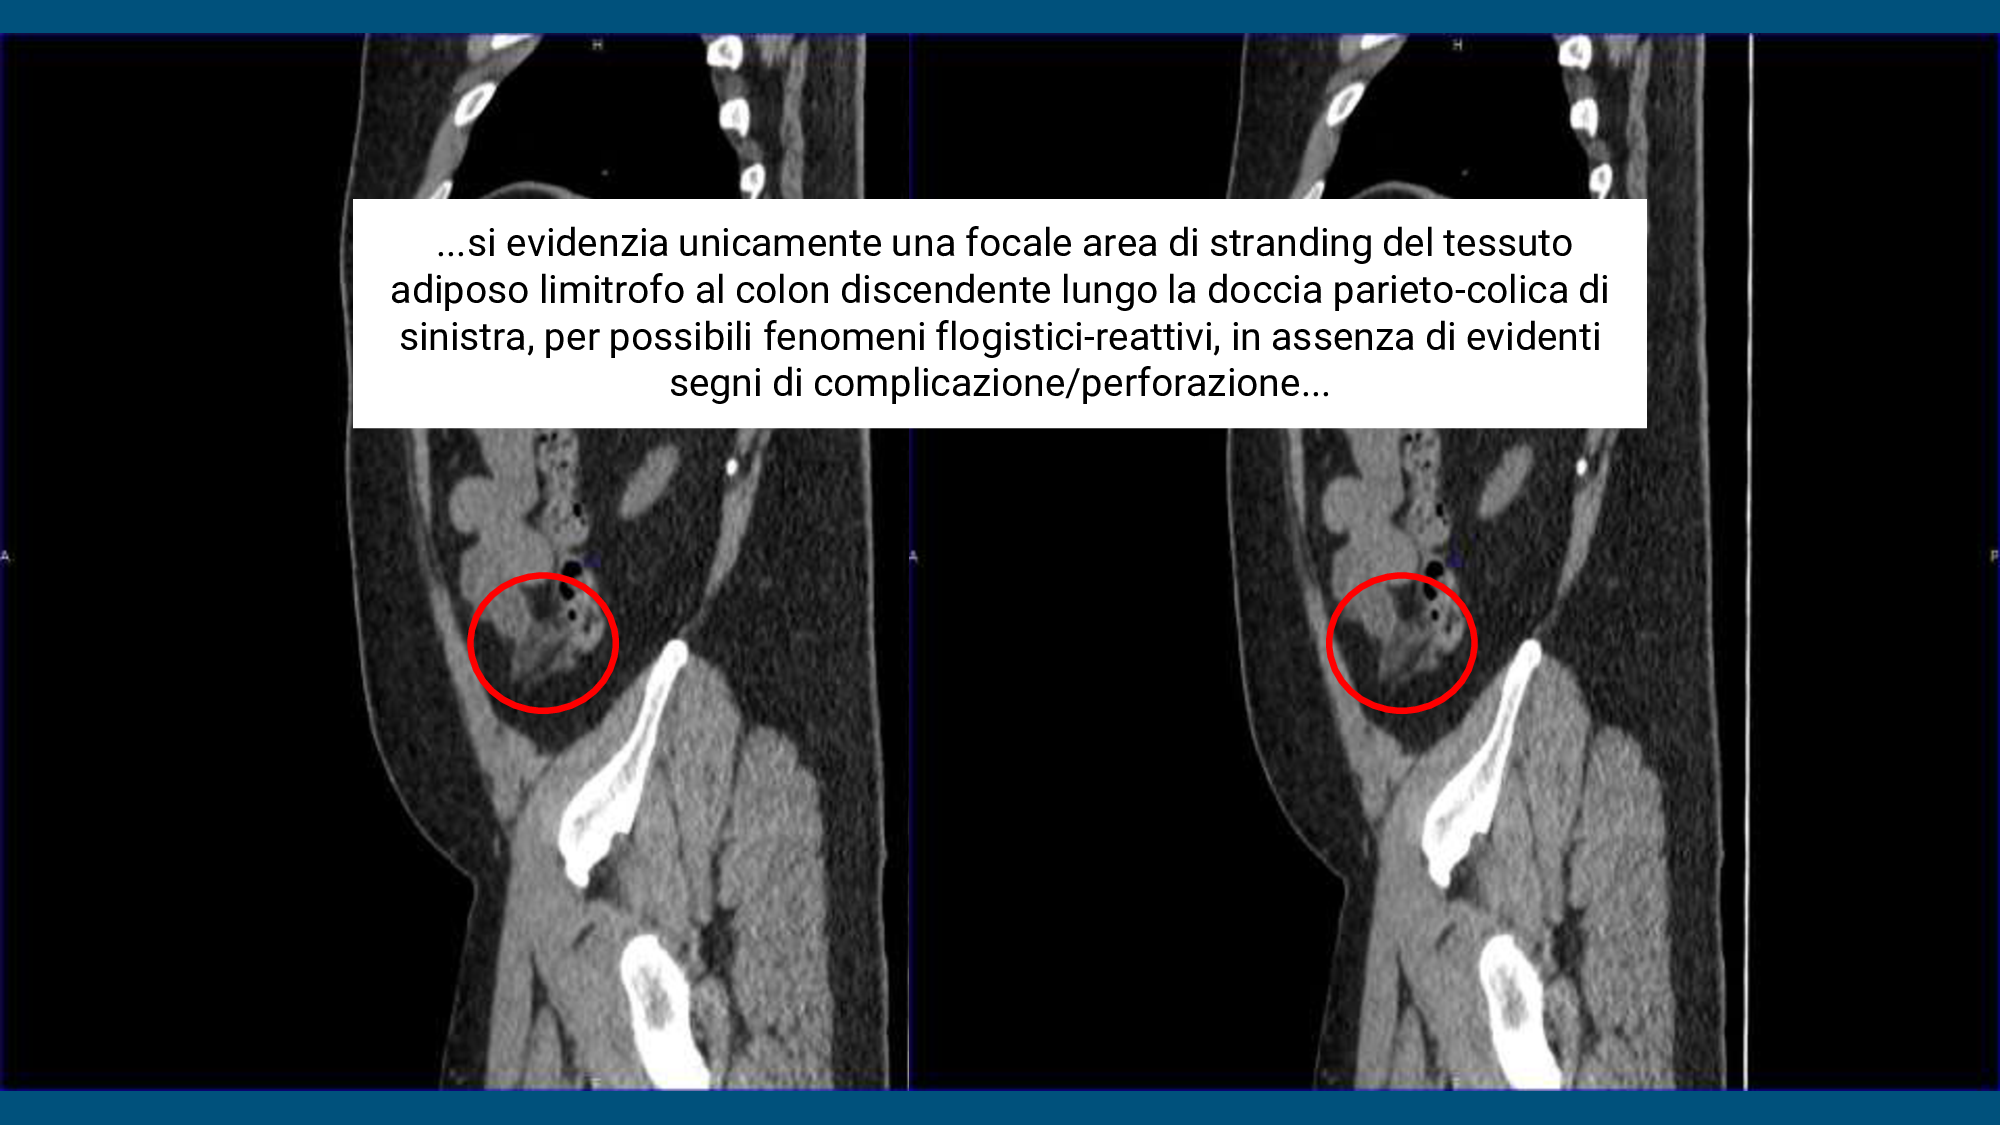 H
H
...si evidenzia unicamente una focale area di stranding del tessuto
adiposo limitrofo al colon discendente lungo la doccia parieto-colica di
sinistra, per possibili fenomeni flogistici-reattivi, in assenza di evidenti
segni di complicazione/perforazione...
A
A
P
F
F